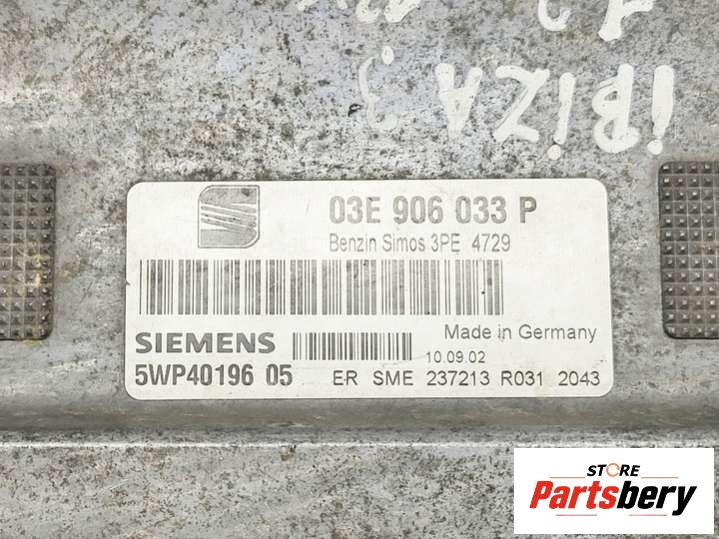 iBiZA 3
03E 906 033 P
Benzin Simos 3PE 4729
SIEMENS
Made in Germany
10.09.02
5WP40196 05
ER SME 237213 R031 2043
STORE
Partsbery